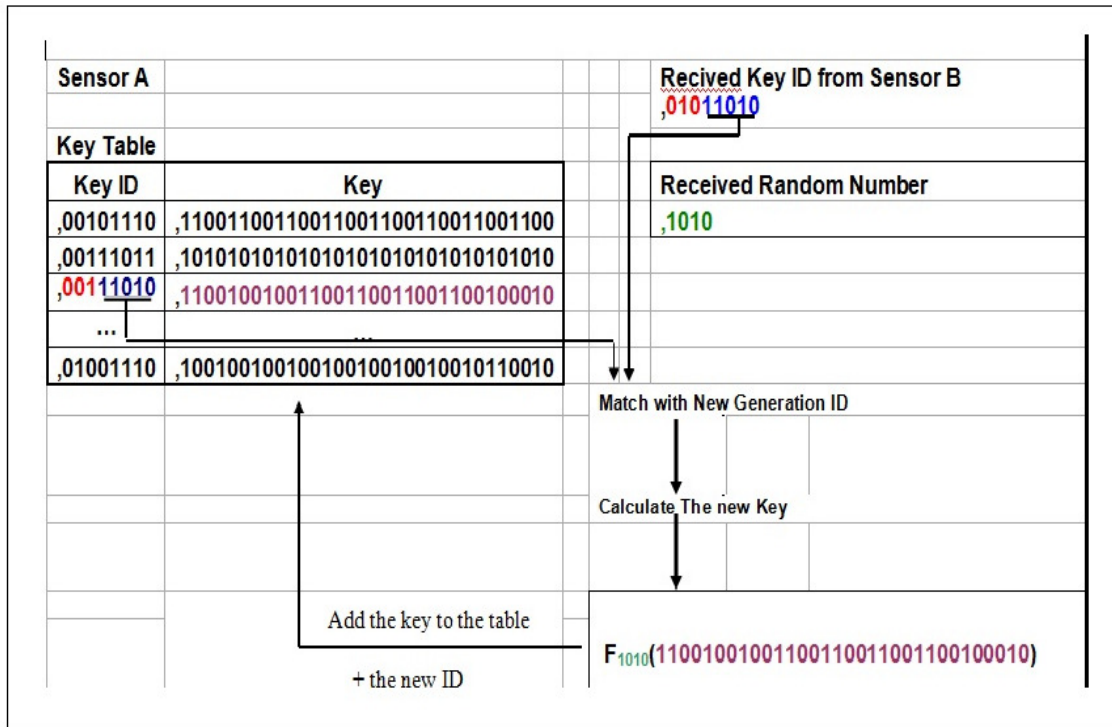 Sensor A
Recived Key ID from Sensor B
,01011010
Key Table
Key ID Key
Received Random Number
,00101110 ,11001100110011001100110011001100
,1010
,00111011 ,10101010101010101010101010101010
,00111010 ,11001001001100110011001100100010
... ...
,01001110 ,10010010010010010010010010110010
Match with New Generation ID
Calculate The new Key
Add the key to the table
+ the new ID
F1010(11001001001100110011001100100010)